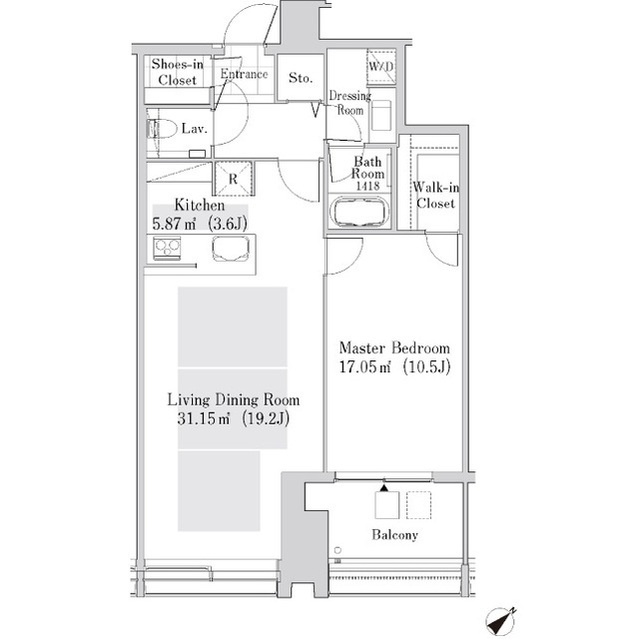 Shoes-in
Closet
Entrance
Sto.
W/D
Dressing
Room
Lav.
Bath
Room
1418
Walk-in
Closet
R
Kitchen
5.87㎡ (3.6J)
Master Bedroom
17.05㎡ (10.5J)
Living Dining Room
31.15㎡ (19.2J)
Balcony
N